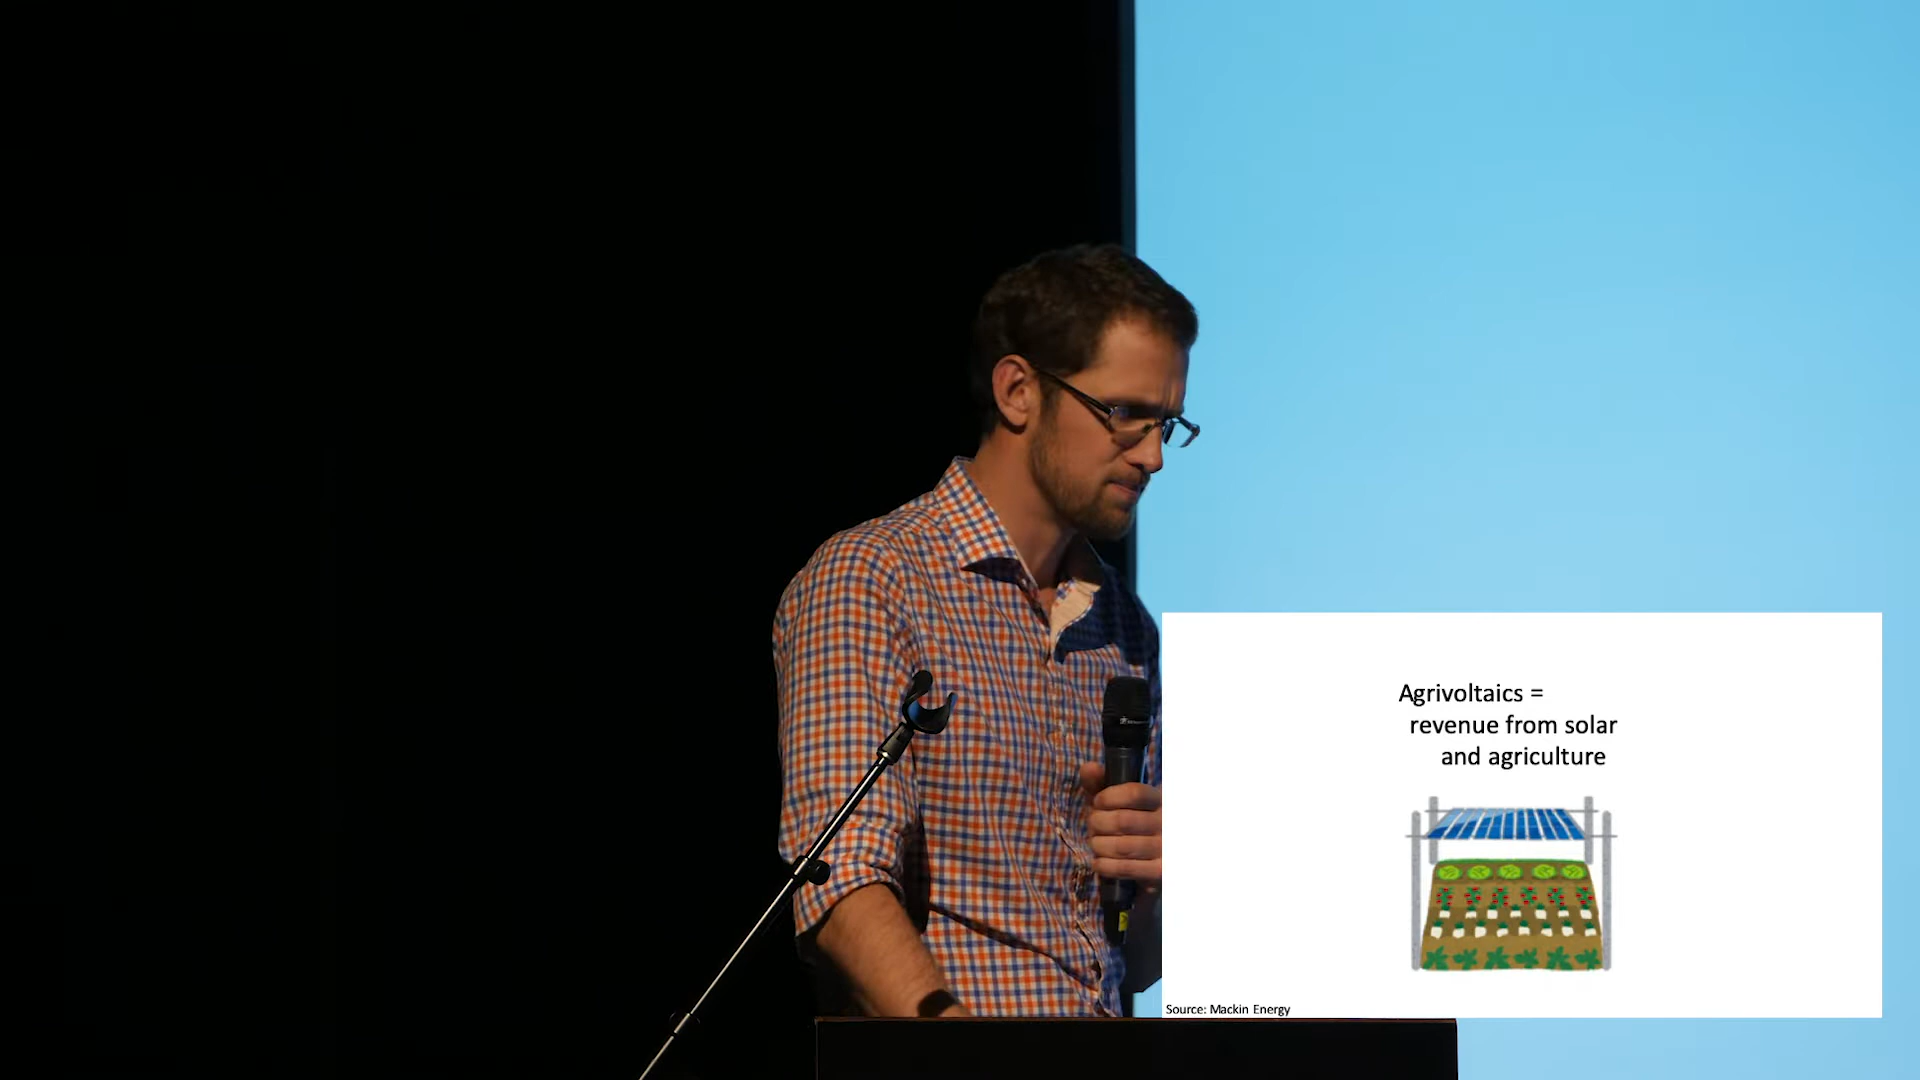 Agrivoltaics =
revenue from solar
and agriculture
Source: Mackin Energy